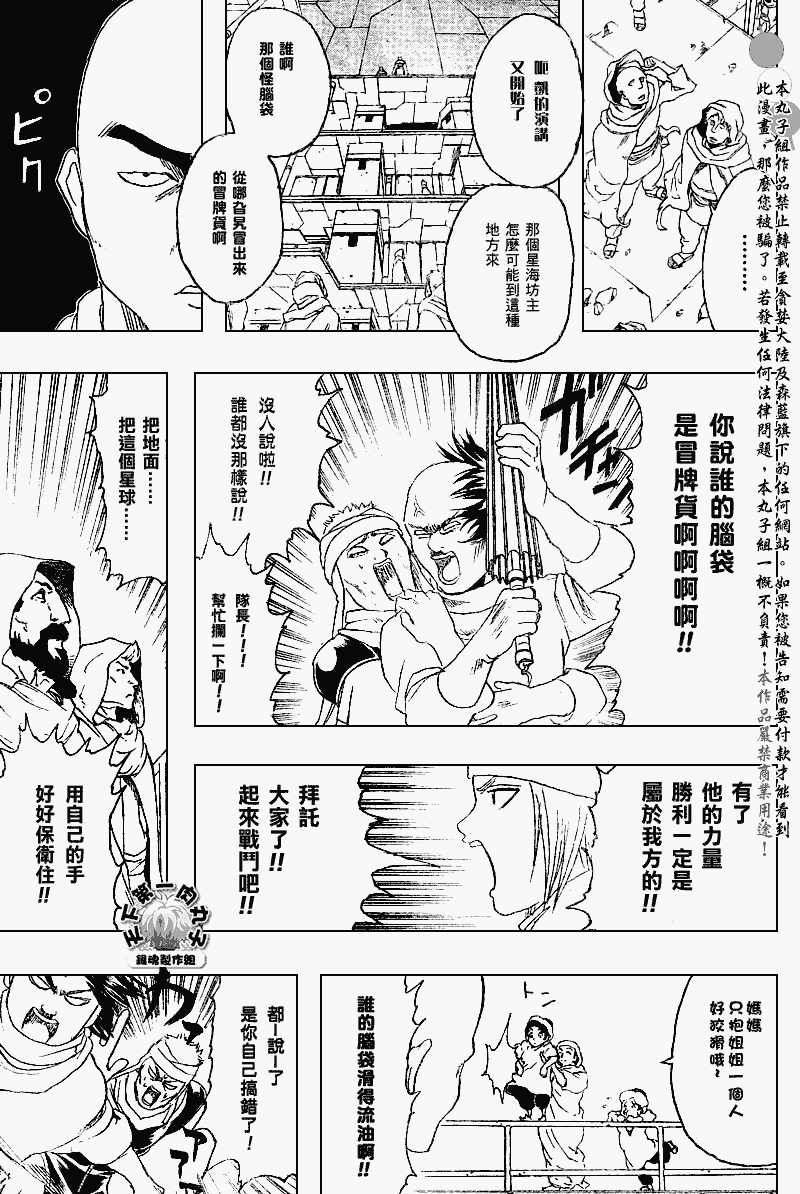 …………
呃 凱的演講
又開始了
那個星海坊主
怎麼可能到這種
地方來
誰啊
那個怪腦袋
從哪旮旯冒出來
的冒牌貨啊
ピク
ガチャン
你說誰的腦袋
是冒牌貨啊啊啊啊!!
沒人說啦!!
誰都沒那樣說!!
隊長!!!
幫忙攔一下啊!!
把地面……
把這個星球……
用自己的手
好好保衛住!!
有了
他的力量
勝利一定是
屬於我方的!!
拜託
大家了!!
起來戰鬥吧!!
媽媽
只抱姐姐一個人
好狡猾哦~
誰的腦袋滑得流油啊!!
都─說─了
是你自己搞錯了!
天下第一肉丸子
銀魂製作組
本丸子組作品禁止轉載至貪婪大陸及森藍旗下的任何網站。如果您被告知需要付款才能看到
此漫畫，那麼您被騙了。若發生任何法律問題，本丸子組一概不負責！本作品嚴禁商業用途！